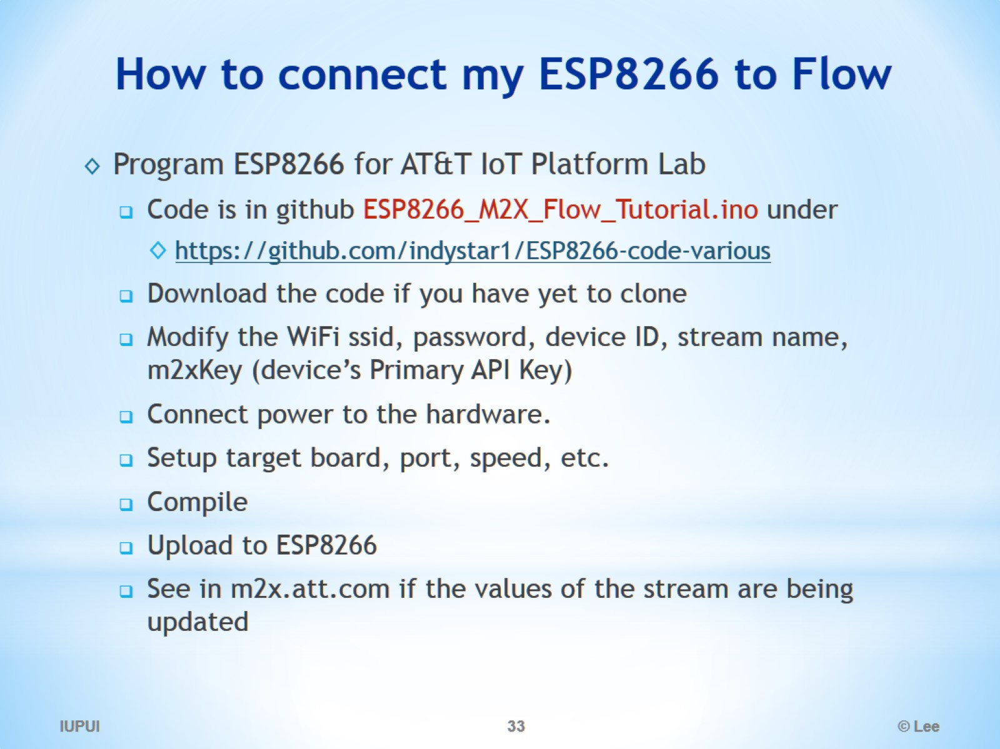 How to connect my ESP8266 to Flow
Program ESP8266 for AT&T IoT Platform Lab
Code is in github ESP8266_M2X_Flow_Tutorial.ino under
https://github.com/indystar1/ESP8266-code-various
Download the code if you have yet to clone
Modify the WiFi ssid, password, device ID, stream name,
m2xKey (device’s Primary API Key)
Connect power to the hardware.
Setup target board, port, speed, etc.
Compile
Upload to ESP8266
See in m2x.att.com if the values of the stream are being
updated
IUPUI
33
© Lee